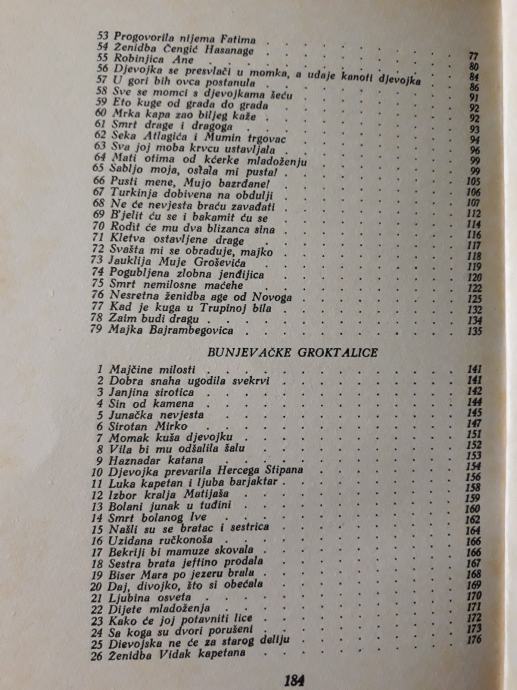 53 Progovorila nijema Fatima . . . . . . . . 77
54 Ženidba Čengić Hasanage . . . . . . . . 80
55 Robinjica Ane . . . . . . . . 84
56 Djevojka se presvlači u momka, a udaje kanoti djevojka . 86
57 U gori bih ovca postanula . . . . . . . . 91
58 Sve se momci s djevojkama šeću . . . . . . . . 92
59 Eto kuge od grada do grada . . . . . . . . 92
60 Mrka kapa zao biljeg kaže . . . . . . . . 93
61 Smrt drage i dragoga . . . . . . . . 94
62 Seka Atlagića i Mumin trgovac . . . . . . . . 96
63 Sva joj moba krvcu ustavljala . . . . . . . . 99
64 Mati otima od kćerke mladoženju . . . . . . . . 99
65 Sabljo moja, ostala mi pusta! . . . . . . . . 105
66 Pusti mene, Mujo bazrđane! . . . . . . . . 106
67 Turkinja dobivena na obdulji . . . . . . . . 107
68 Ne će nevjesta braću zavađati . . . . . . . . 112
69 B'jelit ću se i bakamit ću se . . . . . . . . 114
70 Rodit će mu dva blizanca sina . . . . . . . . 116
71 Kletva ostavljene drage . . . . . . . . 117
72 Svašta mi se obraduje, majko . . . . . . . . 118
73 Jauklija Muje Groševića . . . . . . . . 119
74 Pogubljena zlobna jenđijica . . . . . . . . 120
75 Smrt nemilosne maćehe . . . . . . . . 122
76 Nesretna ženidba age od Novoga . . . . . . . . 125
77 Kad je kuga u Trupinoj bila . . . . . . . . 132
78 Zaim budi dragu . . . . . . . . 134
79 Majka Bajrambegovica . . . . . . . . 135
BUNJEVAČKE GROKTALICE
1 Majčine milosti . . . . . . . . 141
2 Dobra snaha ugodila svekrvi . . . . . . . . 141
3 Janjina sirotica . . . . . . . . 142
4 Sin od kamena . . . . . . . . 144
5 Junačka nevjesta . . . . . . . . 145
6 Sirotan Mirko . . . . . . . . 147
7 Momak kuša djevojku . . . . . . . . 151
8 Vila bi mu odšalila šalu . . . . . . . . 152
9 Haznadar katana . . . . . . . . 153
10 Djevojka prevarila Hercega Stipana . . . . . . . . 154
11 Luka kapetan i ljuba barjaktar . . . . . . . . 156
12 Izbor kralja Matijaša . . . . . . . . 158
13 Bolani junak u tuđini . . . . . . . . 159
14 Smrt bolanog Ive . . . . . . . . 160
15 Našli su se bratac i sestrica . . . . . . . . 162
16 Uzidana ručkonoša . . . . . . . . 164
17 Bekriji bi mamuze skovala . . . . . . . . 166
18 Sestra brata jeftino prodala . . . . . . . . 166
19 Biser Mara po jezeru brala . . . . . . . . 167
20 Daj, divojko, što si obećala . . . . . . . . 168
21 Ljubina osveta . . . . . . . . 169
22 Dijete mladoženja . . . . . . . . 170
23 Kako će joj potavniti lice . . . . . . . . 171
24 Sa koga su dvori porušeni . . . . . . . . 172
25 Djevojska ne će za starog deliju . . . . . . . . 173
26 Ženidba Vidak kapetana . . . . . . . . 176
184